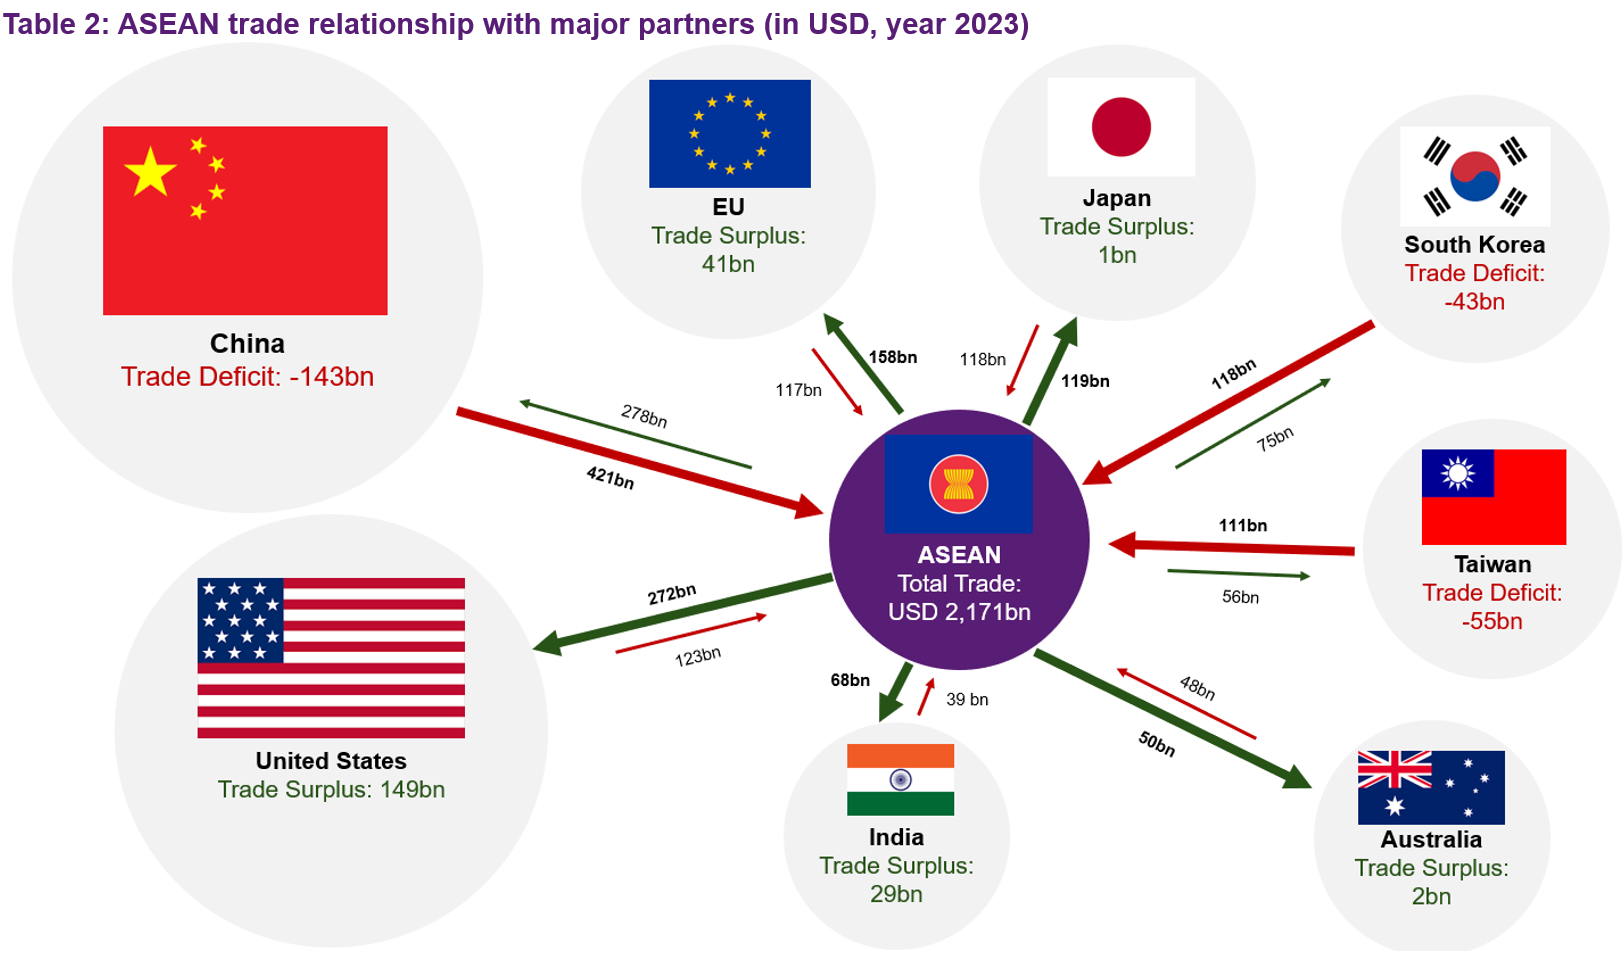 Table 2: ASEAN trade relationship with major partners (in USD, year 2023)
China
Trade Deficit: -143bn
EU
Trade Surplus:
41bn
Japan
Trade Surplus:
1bn
South Korea
Trade Deficit:
-43bn
158bn
117bn
118bn
119bn
118bn
75bn
278bn
421bn
ASEAN
Total Trade:
USD 2,171bn
111bn
56bn
Taiwan
Trade Deficit:
-55bn
272bn
123bn
United States
Trade Surplus: 149bn
68bn
39 bn
India
Trade Surplus:
29bn
48bn
50bn
Australia
Trade Surplus:
2bn